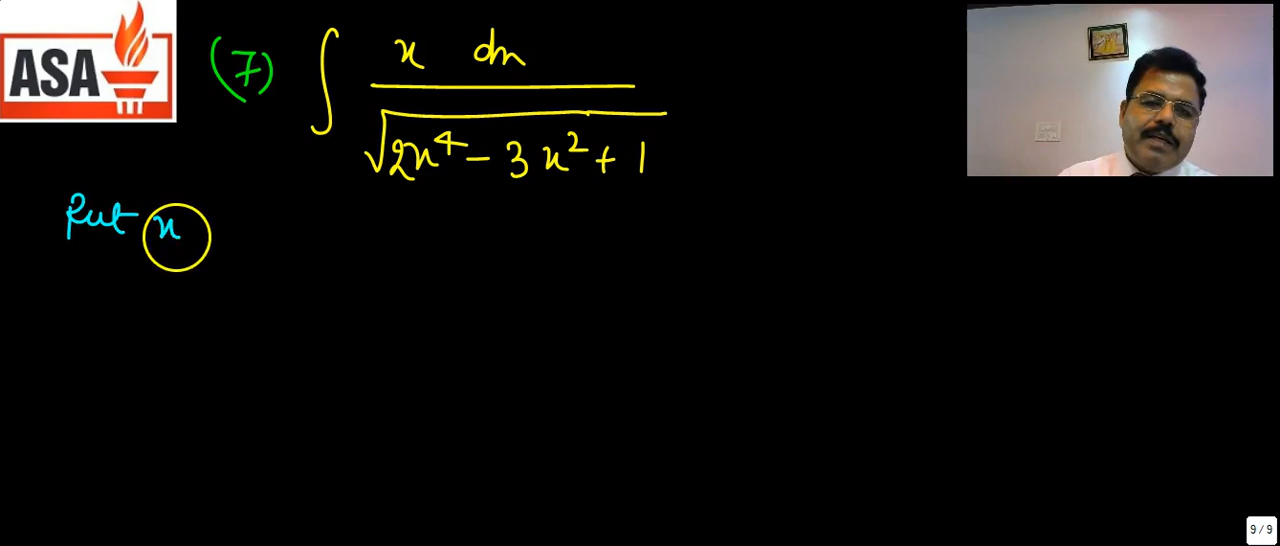 ASA
(7) ∫ x dx
√2x⁴ - 3x² + 1
Put x
9/9